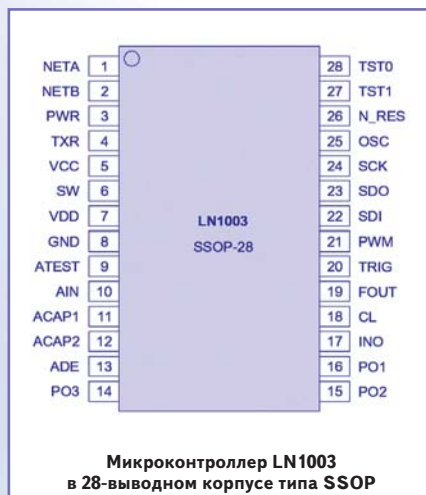 NETA 1 28 TST0
NETB 2 27 TST1
PWR 3 26 N_RES
TXR 4 25 OSC
VCC 5 24 SCK
SW 6 23 SDO
VDD 7 22 SDI
LN1003
GND 8 21 PWM
SSOP-28
ATEST 9 20 TRIG
AIN 10 19 FOUT
ACAP1 11 18 CL
ACAP2 12 17 INO
ADE 13 16 PO1
PO3 14 15 PO2
Микроконтроллер LN1003
в 28-выводном корпусе типа SSOP